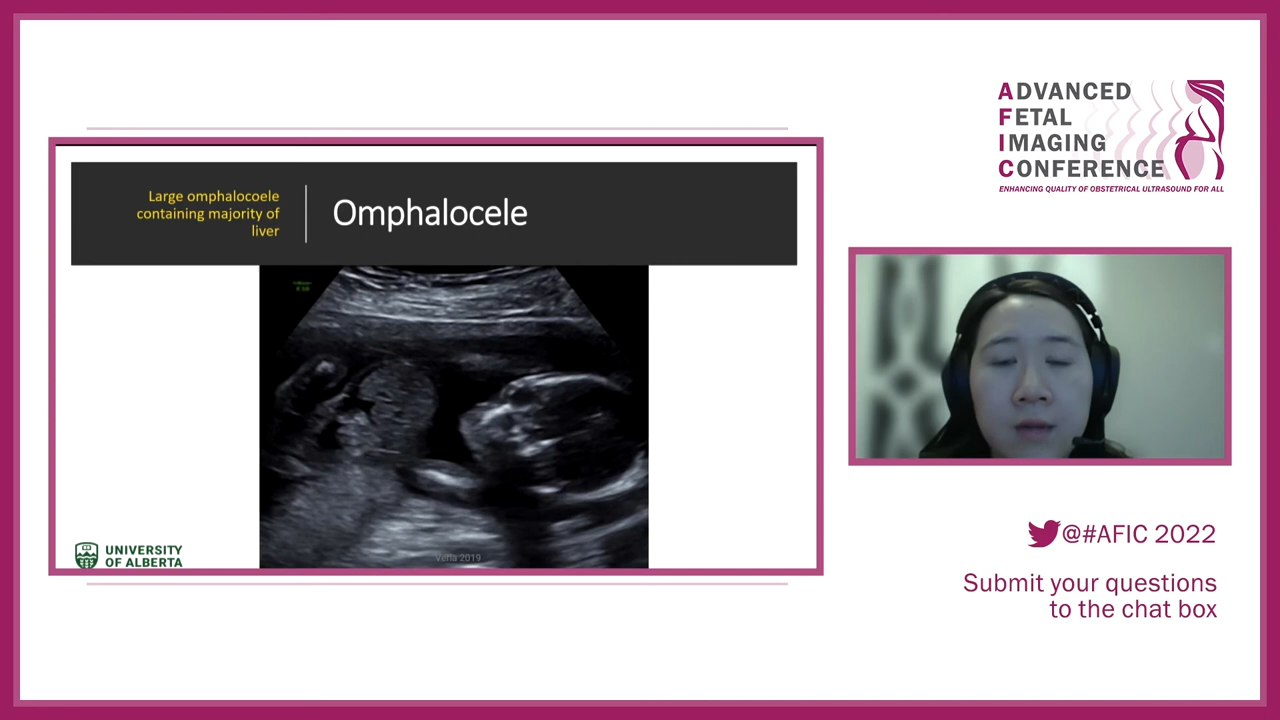 ADVANCED
FETAL
IMAGING
CONFERENCE
ENHANCING QUALITY OF OBSTETRICAL ULTRASOUND FOR ALL
Large omphalocoele
containing majority of
liver
Omphalocele
Verla 2019
UNIVERSITY
OF ALBERTA
@#AFIC 2022
Submit your questions
to the chat box